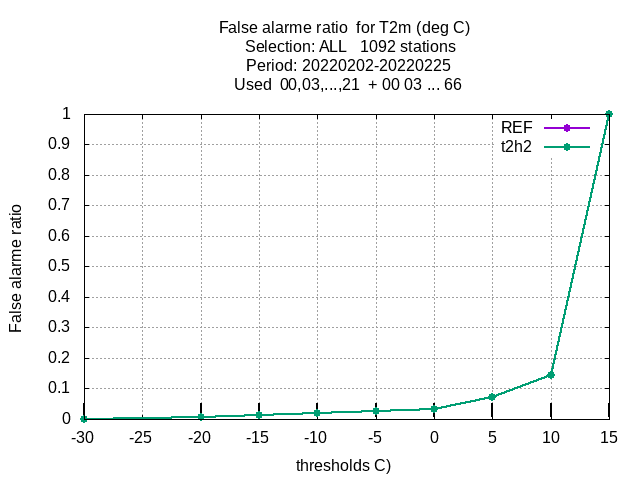 False alarme ratio  for T2m (deg C)
Selection: ALL   1092 stations
Period: 20220202-20220225
Used  00,03,...,21  + 00 03 ... 66
REF
t2h2
1
0.9
0.8
0.7
0.6
0.5
0.4
0.3
0.2
0.1
0
False alarme ratio
-30 -25 -20 -15 -10 -5 0 5 10 15
thresholds C)